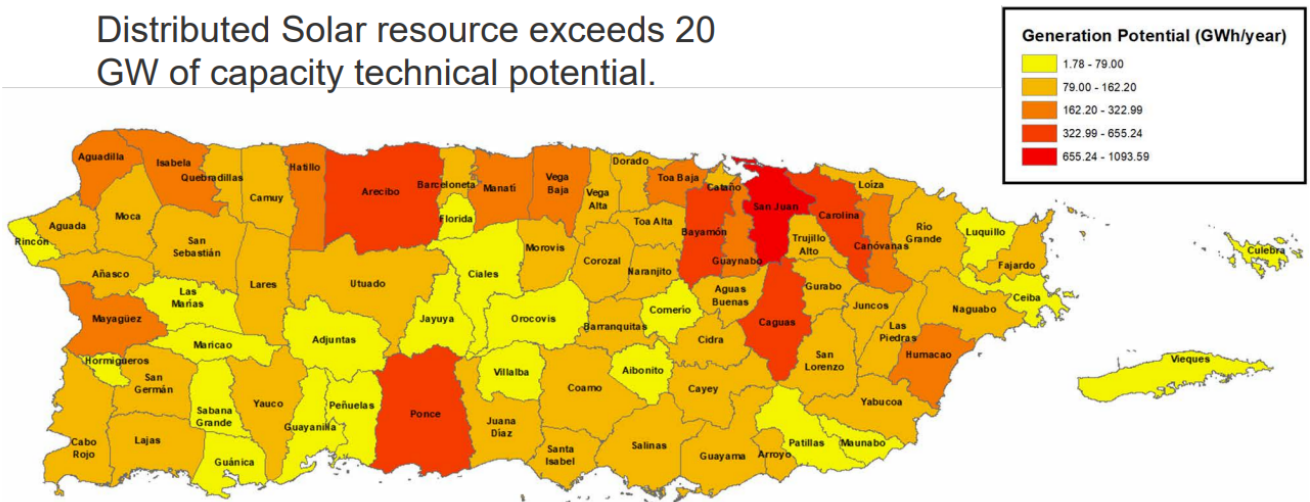 Distributed Solar resource exceeds 20
GW of capacity technical potential.
Generation Potential (GWh/year)
1.78 - 79.00
79.00 - 162.20
162.20 - 322.99
322.99 - 655.24
655.24 - 1093.59
Aguadilla
Isabela
Quebradillas
Camuy
Hatillo
Arecibo
Barceloneta
Manatí
Vega
Baja
Vega
Alta
Dorado
Toa Baja
Cataño
San Juan
Carolina
Loiza
Rincón
Aguada
Moca
San
Sebastián
Florida
Ciales
Morovis
Corozal
Toa Alta
Naranjito
Bayamón
Guaynabo
Trujillo
Alto
Canóvanas
Río
Grande
Luquillo
Fajardo
Culebra
Añasco
Las
Marías
Lares
Utuado
Jayuya
Orocovis
Barranquitas
Comerío
Aguas
Buenas
Caguas
Gurabo
Juncos
Las
Piedras
Naguabo
Ceiba
Mayagüez
Maricao
Adjuntas
Cidra
San
Lorenzo
Humacao
Vieques
Hormigueros
San
Germán
Sabana
Grande
Yauco
Guayanilla
Peñuelas
Ponce
Villalba
Juana
Díaz
Coamo
Aibonito
Cayey
Yabucoa
Cabo
Rojo
Lajas
Guánica
Santa
Isabel
Salinas
Guayama
Arroyo
Patillas
Maunabo